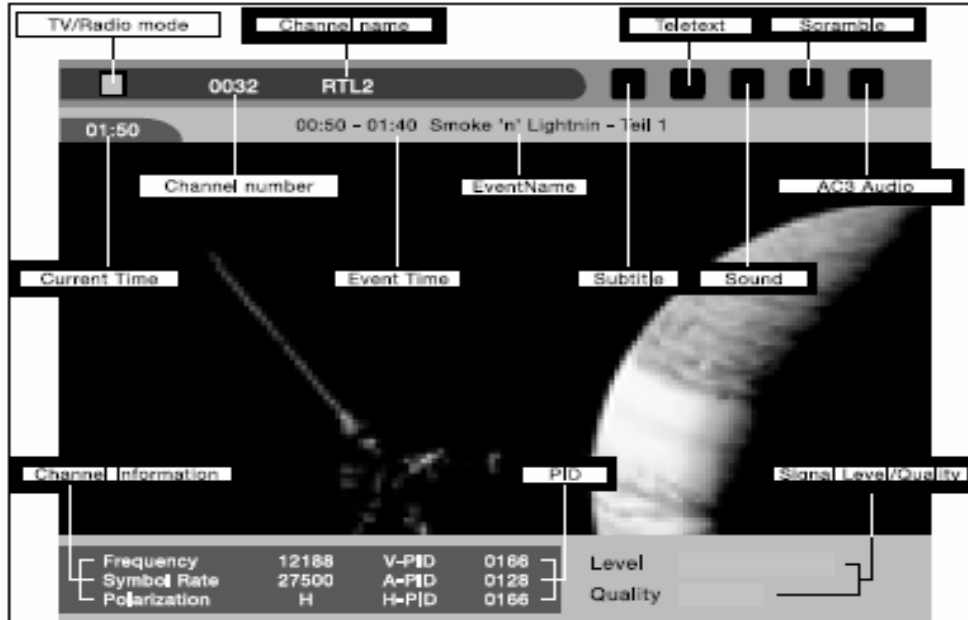 TV/Radio mode
Channel name
Teletext
Scramble
0032 RTL2
01:50
00:50 - 01:40 Smoke 'n' Lightnin - Teil 1
Channel number
EventName
AC3 Audio
Current Time
Event Time
Subtitle
Sound
Channel Information
PID
Signal Level/Quality
Frequency 12188 V-PID 0166
Symbol Rate 27500 A-PID 0128
Polarization H H-PID 0166
Level
Quality